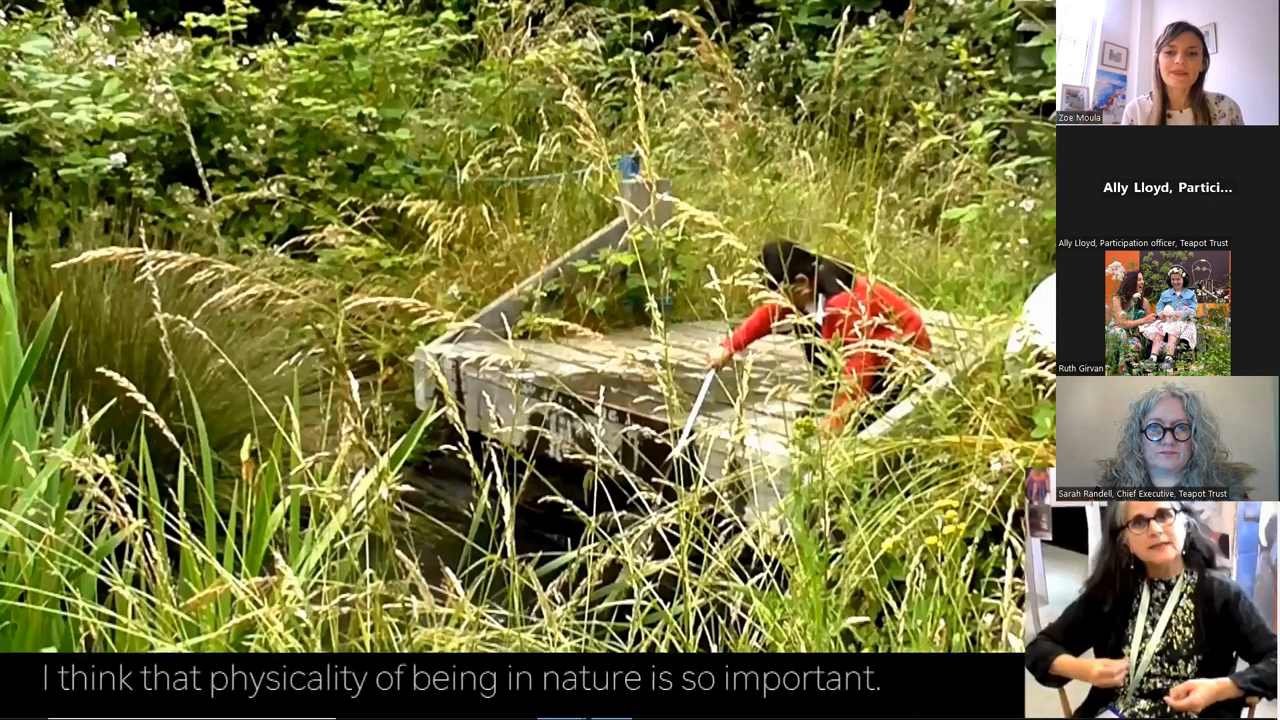 Zoe Moula
Ally Lloyd, Partici...
Ally Lloyd, Participation officer, Teapot Trust
Ruth Girvan
Sarah Randell, Chief Executive, Teapot Trust
I think that physicality of being in nature is so important.